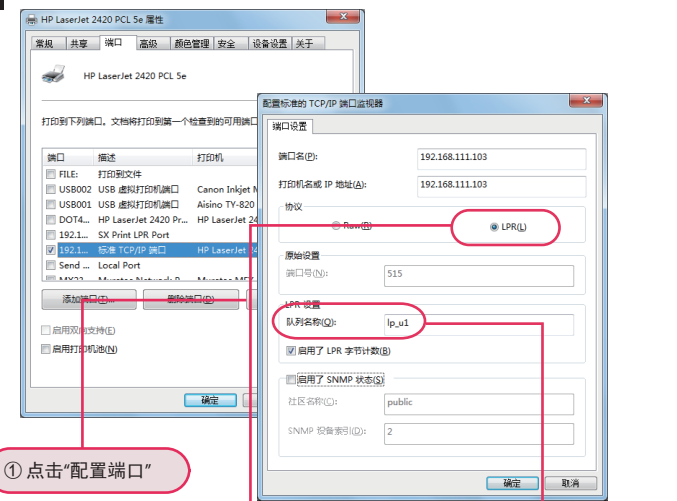 HP LaserJet 2420 PCL 5e 属性
常规 共享 端口 高级 颜色管理 安全 设备设置 关于
HP LaserJet 2420 PCL 5e
打印到下列端口。文档将打印到第一个检查到的可用端口
端口 描述 打印机
FILE: 打印到文件
USB002 USB 虚拟打印机端口 Canon Inkjet
USB001 USB 虚拟打印机端口 Aisino TY-820
DOT4... HP LaserJet 2420 Pr... HP LaserJet 24
192.1... SX Print LPR Port
192.1... 标准 TCP/IP 端口 HP LaserJet
Send ... Local Port
添加端口(T)... 删除端口(D)
启用双向支持(E)
启用打印机池(N)
确定
① 点击“配置端口”
配置标准的 TCP/IP 端口监视器
端口设置
端口名(P): 192.168.111.103
打印机名或 IP 地址(A): 192.168.111.103
协议
Raw(R) LPR(L)
原始设置
端口号(N): 515
LPR 设置
队列名称(Q): lp_u1
启用了 LPR 字节计数(B)
启用了 SNMP 状态(S)
社区名称(C): public
SNMP 设备索引(D): 2
确定 取消